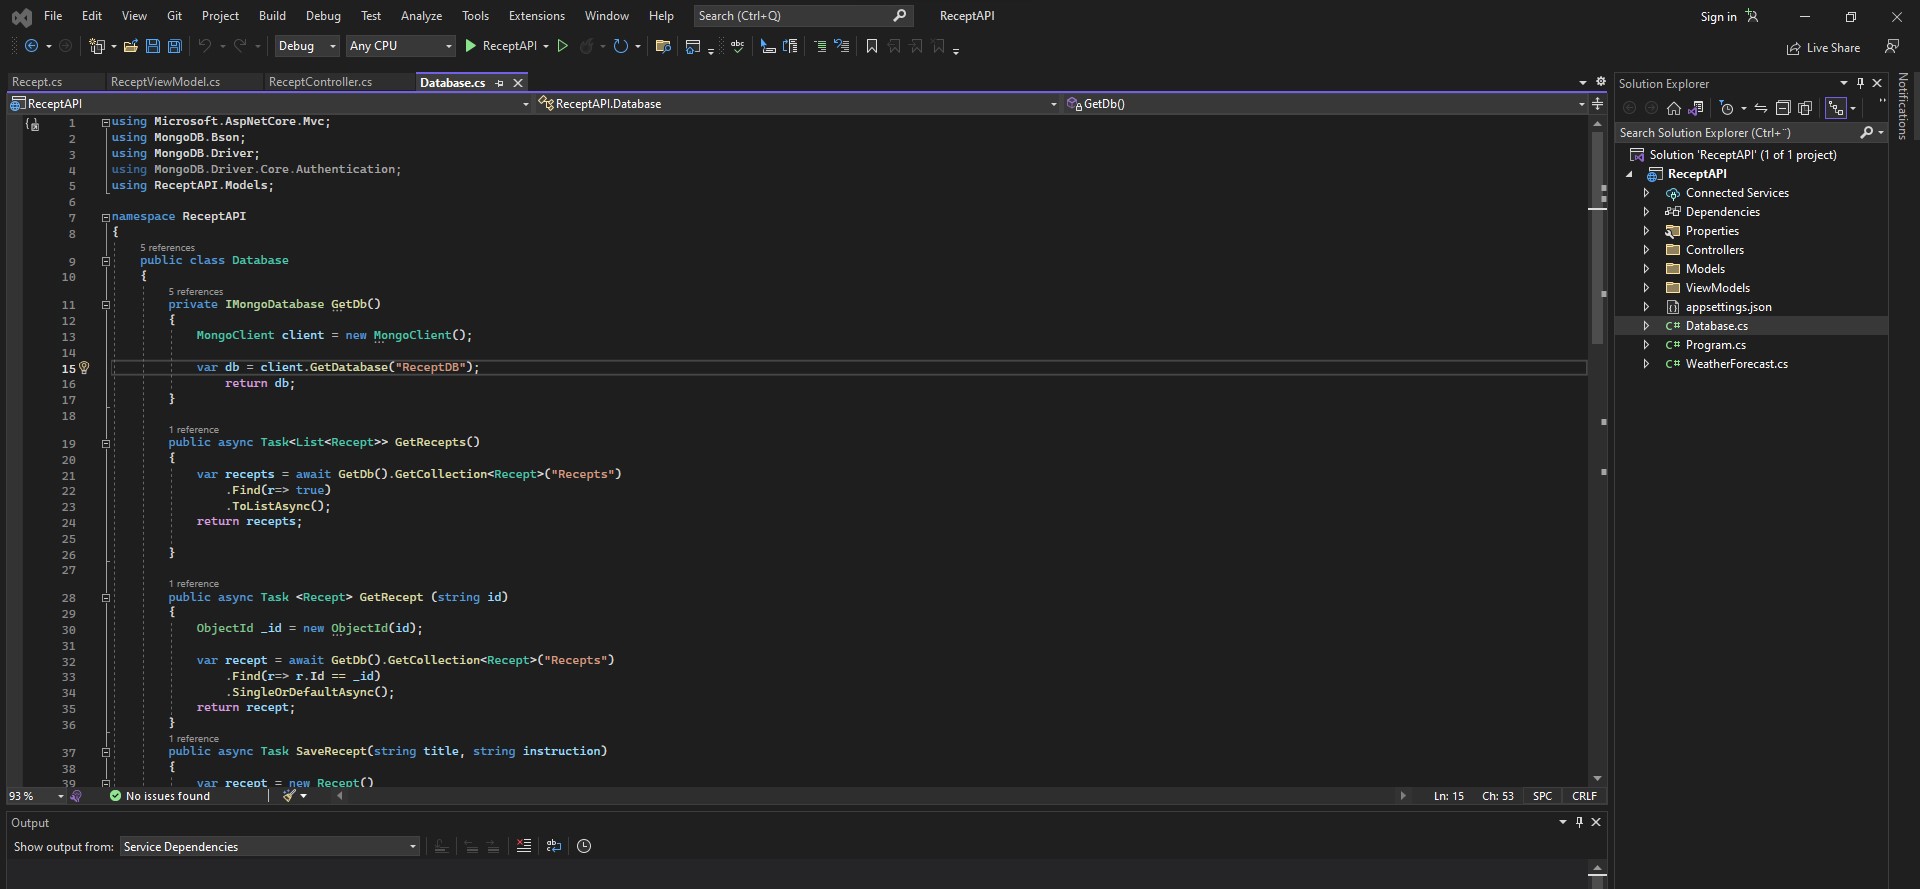 File Edit View Git Project Build Debug Test Analyze Tools Extensions Window Help Search (Ctrl+Q) ReceptAPI Sign in
Debug Any CPU ReceptAPI Live Share
Recept.cs ReceptViewModel.cs ReceptController.cs Database.cs
ReceptAPI ReceptAPI.Database GetDb()
1 using Microsoft.AspNetCore.Mvc;
2 using MongoDB.Bson;
3 using MongoDB.Driver;
4 using MongoDB.Driver.Core.Authentication;
5 using ReceptAPI.Models;
6
7 namespace ReceptAPI
8 {
5 references
9 public class Database
10 {
5 references
11 private IMongoDatabase GetDb()
12 {
13 MongoClient client = new MongoClient();
14
15 var db = client.GetDatabase("ReceptDB");
16 return db;
17 }
18
1 reference
19 public async Task<List<Recept>> GetRecepts()
20 {
21 var recepts = await GetDb().GetCollection<Recept>("Recepts")
22 .Find(r=> true)
23 .ToListAsync();
24 return recepts;
25
26 }
27
1 reference
28 public async Task <Recept> GetRecept (string id)
29 {
30 ObjectId _id = new ObjectId(id);
31
32 var recept = await GetDb().GetCollection<Recept>("Recepts")
33 .Find(r=> r.Id == _id)
34 .SingleOrDefaultAsync();
35 return recept;
36 }
1 reference
37 public async Task SaveRecept(string title, string instruction)
38 {
39 var recept = new Recept()
93 % No issues found Ln: 15 Ch: 53 SPC CRLF
Output
Show output from: Service Dependencies
Solution Explorer
Search Solution Explorer (Ctrl+¨)
Solution 'ReceptAPI' (1 of 1 project)
ReceptAPI
Connected Services
Dependencies
Properties
Controllers
Models
ViewModels
appsettings.json
C# Database.cs
C# Program.cs
C# WeatherForecast.cs
Notifications